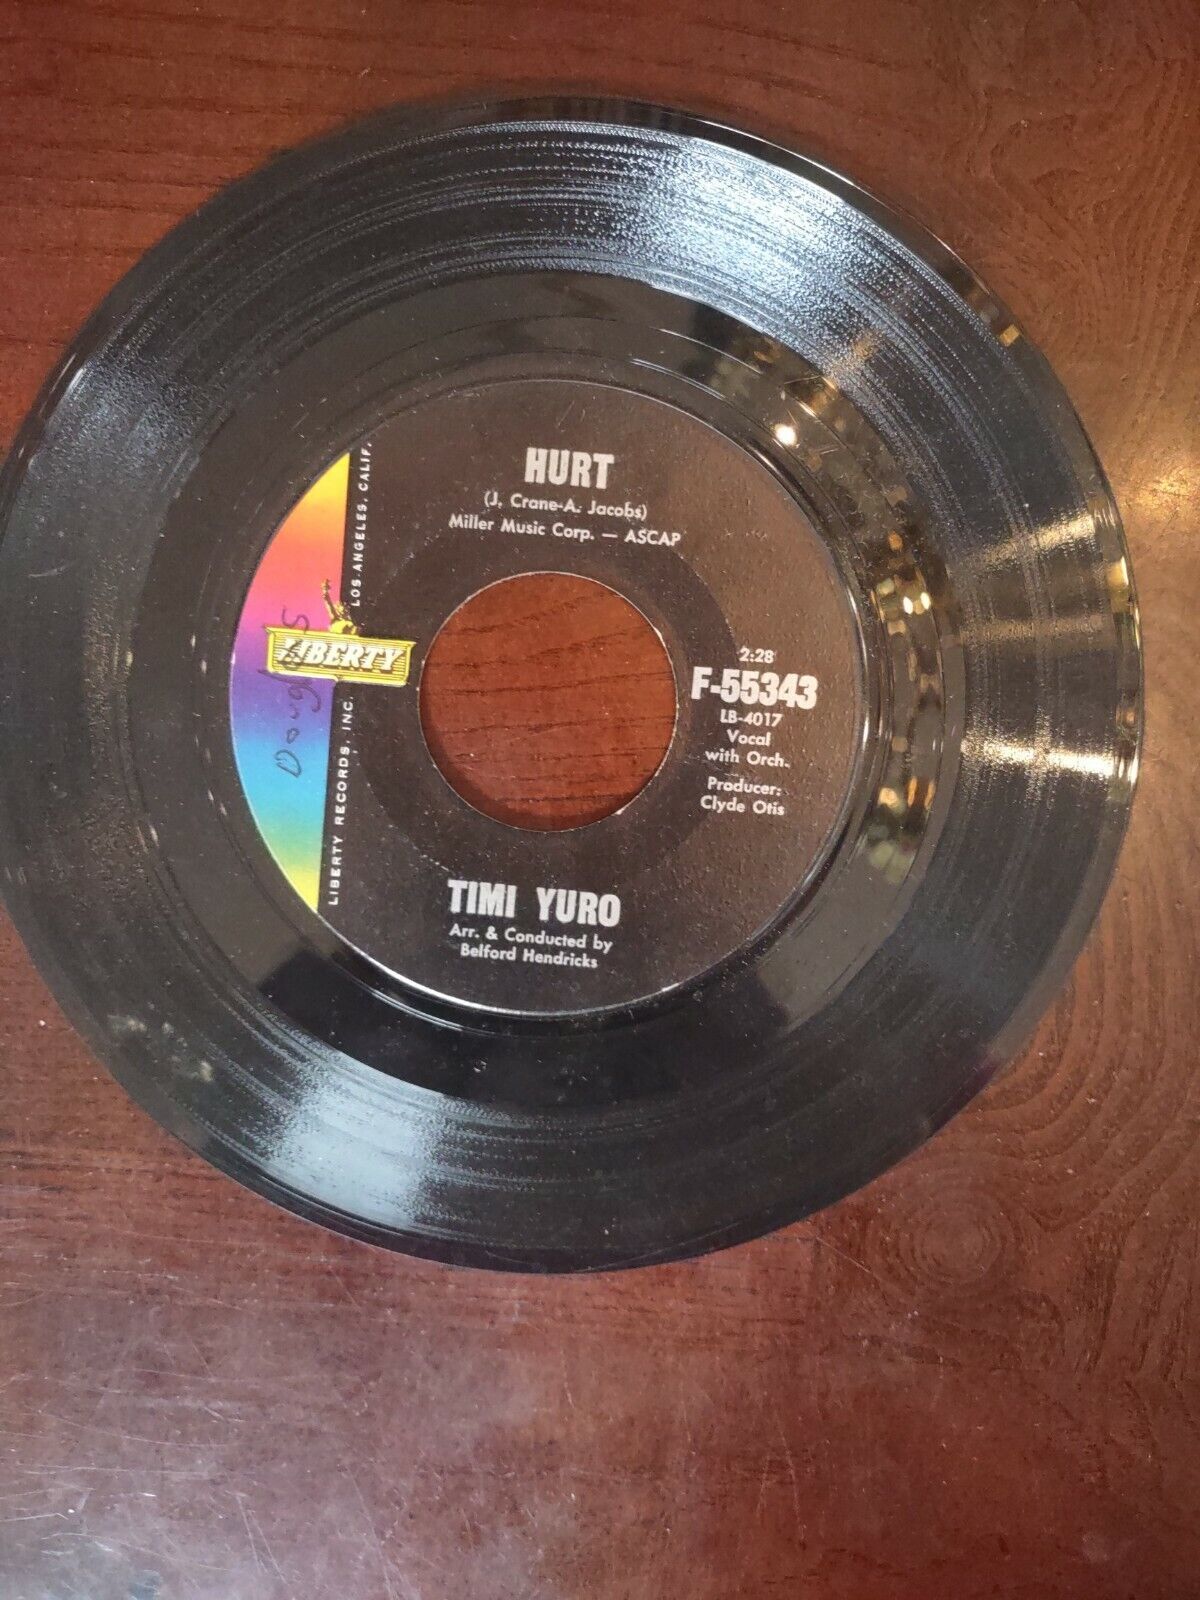 HURT
(J. Crane-A. Jacobs)
Miller Music Corp. — ASCAP
LIBERTY RECORDS, INC. LOS ANGELES, CALIF.
LIBERTY
Douglass
2:28
F-55343
LB-4017
Vocal
with Orch.
Producer:
Clyde Otis
TIMI YURO
Arr. & Conducted by
Belford Hendricks